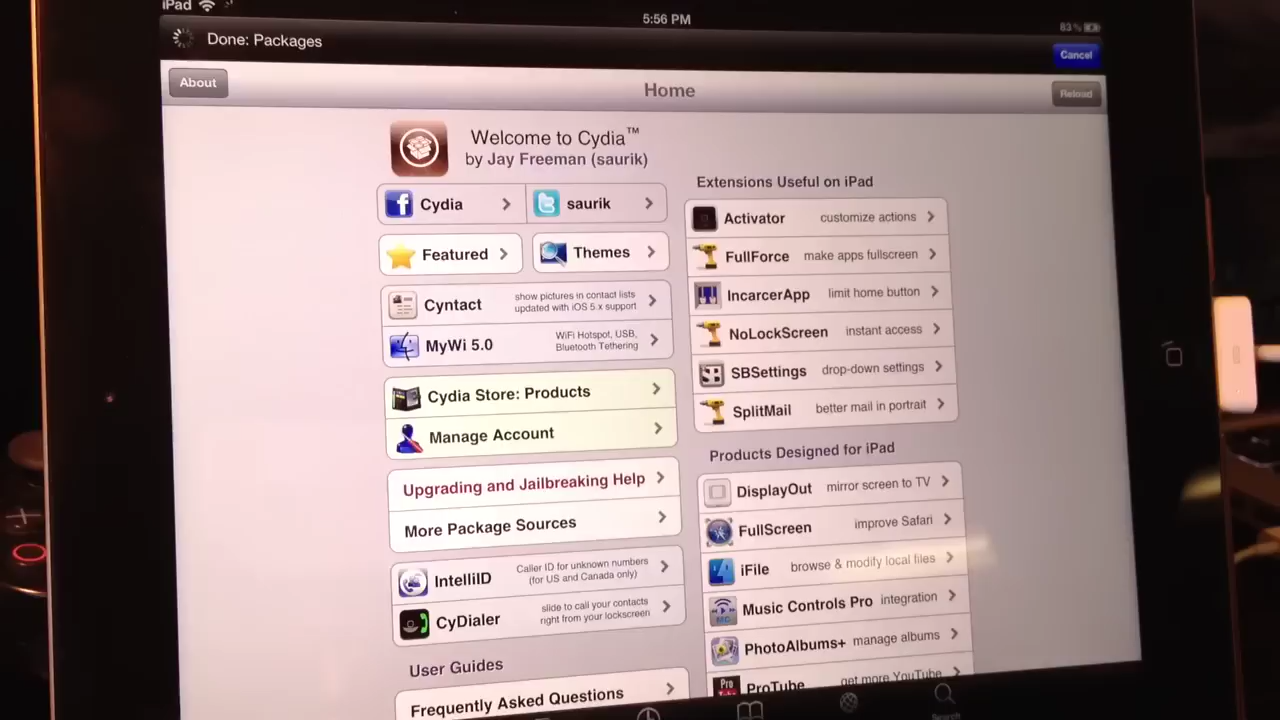 iPad
5:56 PM
83%
Done: Packages
Cancel
About
Home
Reload
Welcome to Cydia™
by Jay Freeman (saurik)
Cydia
saurik
Featured
Themes
Cyntact
show pictures in contact lists
updated with iOS 5.x support
MyWi 5.0
WiFi Hotspot, USB,
Bluetooth Tethering
Cydia Store: Products
Manage Account
Upgrading and Jailbreaking Help
More Package Sources
IntelliID
Caller ID for unknown numbers
(for US and Canada only)
CyDialer
slide to call your contacts
right from your lockscreen
User Guides
Frequently Asked Questions
Extensions Useful on iPad
Activator customize actions
FullForce make apps fullscreen
IncarcerApp limit home button
NoLockScreen instant access
SBSettings drop-down settings
SplitMail better mail in portrait
Products Designed for iPad
DisplayOut mirror screen to TV
FullScreen improve Safari
iFile browse & modify local files
Music Controls Pro integration
PhotoAlbums+ manage albums
ProTube get more YouTube
Search